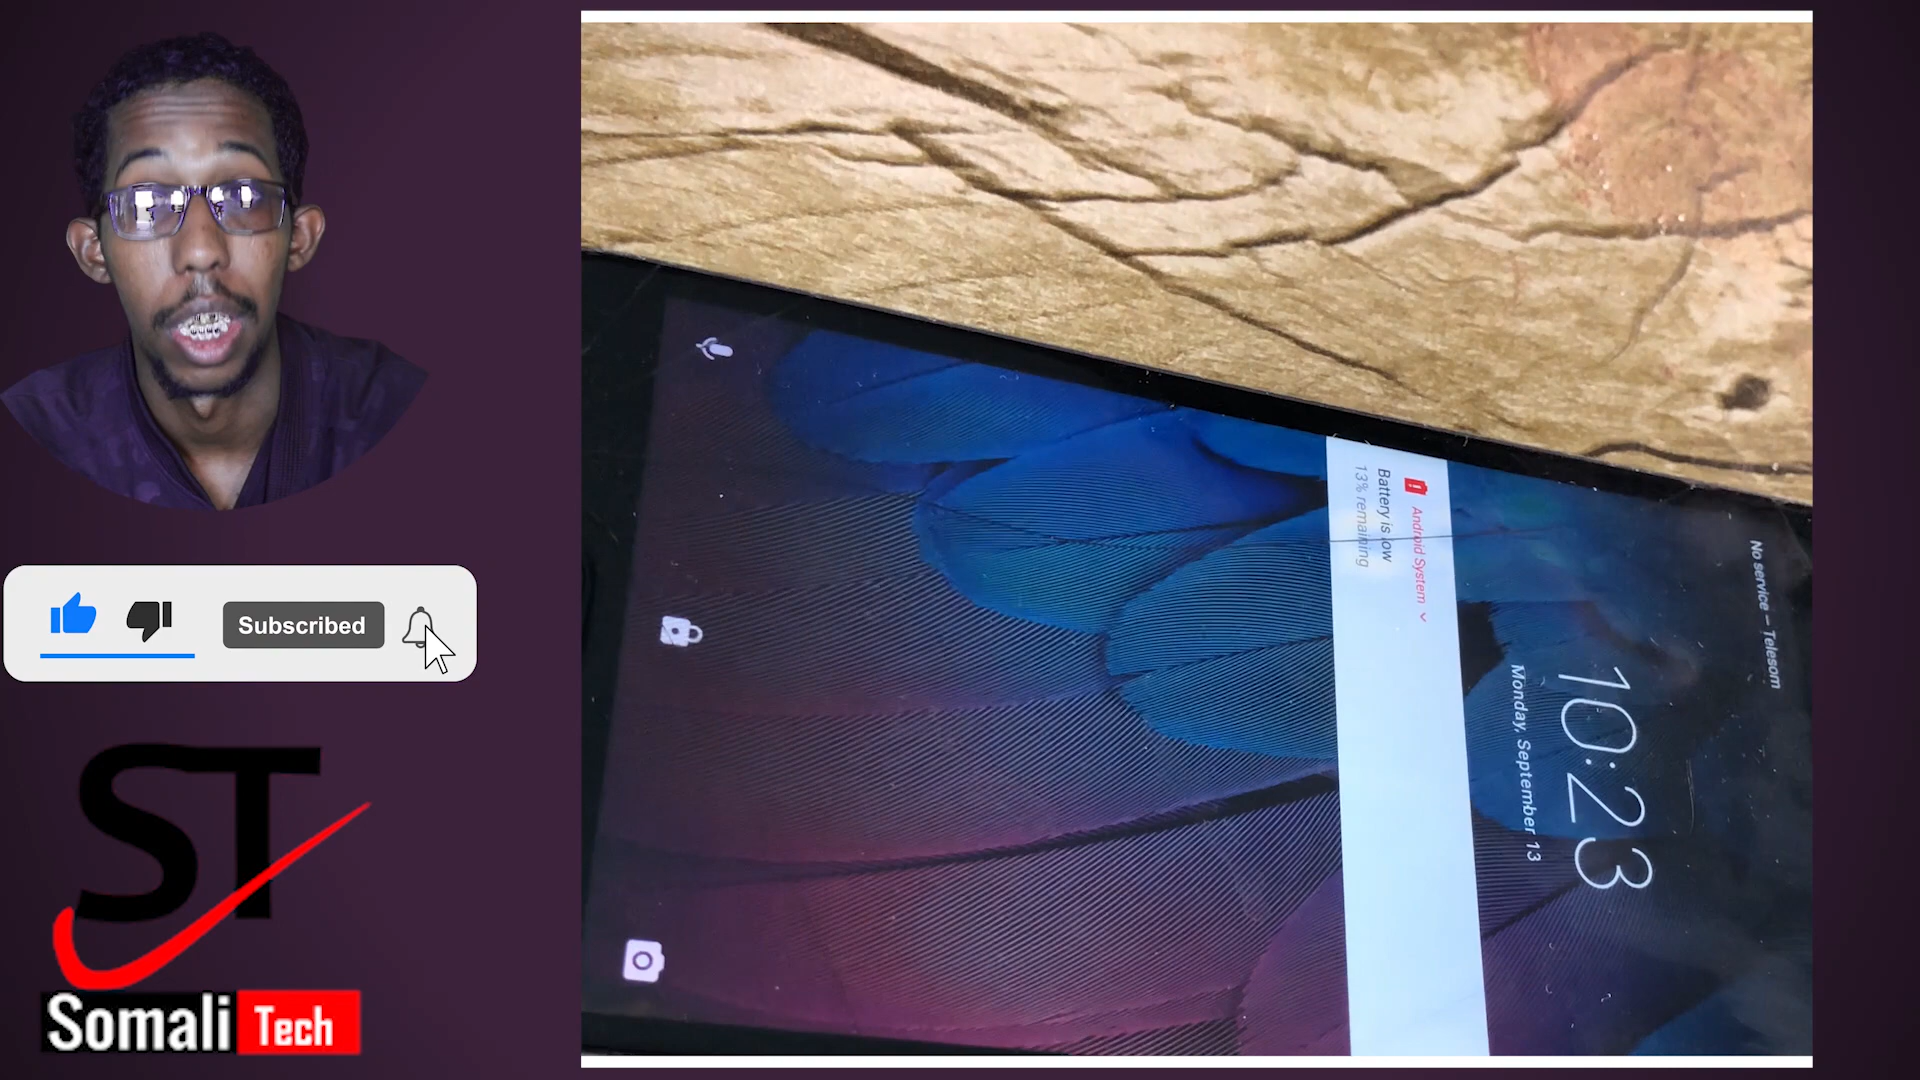 Subscribed
ST
Somali Tech
No service – Telesom
10:23
Monday, September 13
Android System
Battery is low
13% remaining